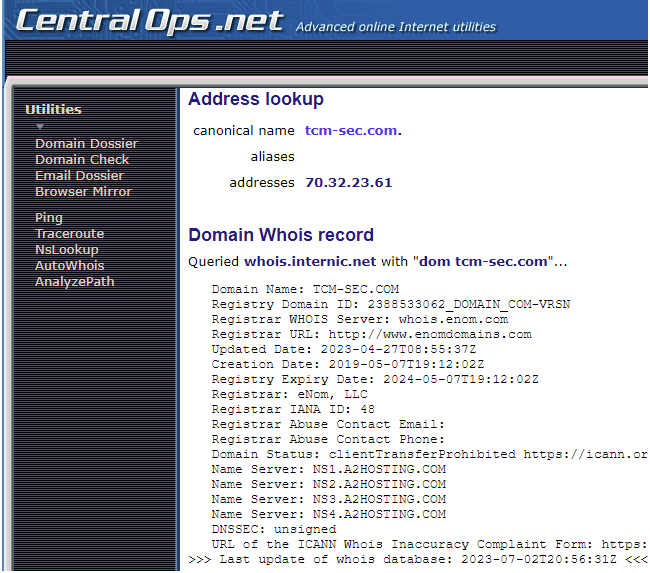 CentralOps.net Advanced online Internet utilities
Utilities
Domain Dossier
Domain Check
Email Dossier
Browser Mirror
Ping
Traceroute
NsLookup
AutoWhois
AnalyzePath
Address lookup
canonical name tcm-sec.com.
aliases
addresses 70.32.23.61
Domain Whois record
Queried whois.internic.net with "dom tcm-sec.com"...
Domain Name: TCM-SEC.COM
Registry Domain ID: 2388533062_DOMAIN_COM-VRSN
Registrar WHOIS Server: whois.enom.com
Registrar URL: http://www.enomdomains.com
Updated Date: 2023-04-27T08:55:37Z
Creation Date: 2019-05-07T19:12:02Z
Registry Expiry Date: 2024-05-07T19:12:02Z
Registrar: eNom, LLC
Registrar IANA ID: 48
Registrar Abuse Contact Email:
Registrar Abuse Contact Phone:
Domain Status: clientTransferProhibited https://icann.or
Name Server: NS1.A2HOSTING.COM
Name Server: NS2.A2HOSTING.COM
Name Server: NS3.A2HOSTING.COM
Name Server: NS4.A2HOSTING.COM
DNSSEC: unsigned
URL of the ICANN Whois Inaccuracy Complaint Form: https:
>>> Last update of whois database: 2023-07-02T20:56:31Z <<<